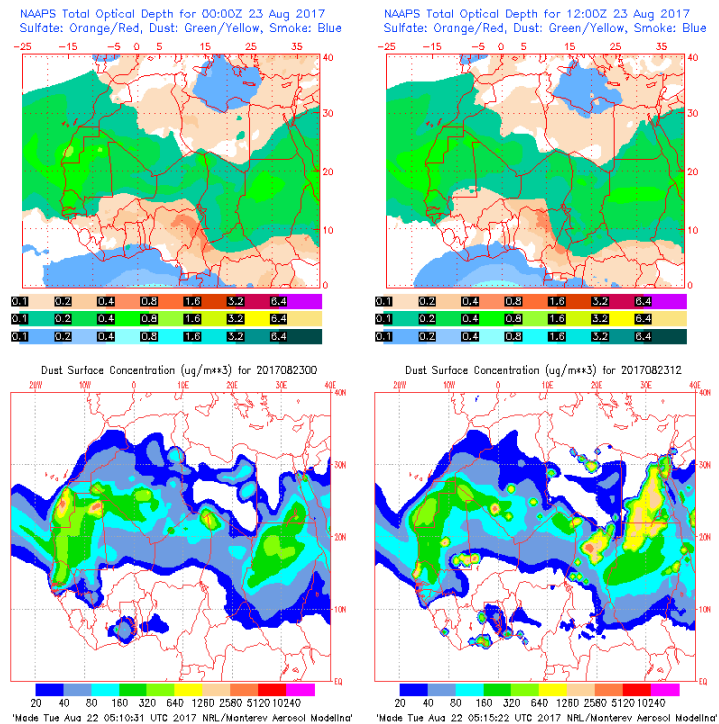 NAAPS Total Optical Depth for 00:00Z 23 Aug 2017
Sulfate: Orange/Red, Dust: Green/Yellow, Smoke: Blue
-25 -15 -5 5 15 25 35
40
30
20
10
0
0.1 0.2 0.4 0.8 1.6 3.2 6.4
0.1 0.2 0.4 0.8 1.6 3.2 6.4
0.1 0.2 0.4 0.8 1.6 3.2 6.4
NAAPS Total Optical Depth for 12:00Z 23 Aug 2017
Sulfate: Orange/Red, Dust: Green/Yellow, Smoke: Blue
-25 -15 -5 5 15 25 35
40
30
20
10
0
0.1 0.2 0.4 0.8 1.6 3.2 6.4
0.1 0.2 0.4 0.8 1.6 3.2 6.4
0.1 0.2 0.4 0.8 1.6 3.2 6.4
Dust Surface Concentration (ug/m**3) for 2017082300
20W 10W 0 10E 20E 30E 40E
40N
30N
20N
10N
EQ
20 40 80 160 320 640 1280 2560 5120 10240
'Made Tue Aug 22 05:10:31 UTC 2017 NRL/Monterey Aerosol Modeling'
Dust Surface Concentration (ug/m**3) for 2017082312
20W 10W 0 10E 20E 30E 40E
40N
30N
20N
10N
EQ
20 40 80 160 320 640 1280 2560 5120 10240
'Made Tue Aug 22 05:15:22 UTC 2017 NRL/Monterey Aerosol Modeling'